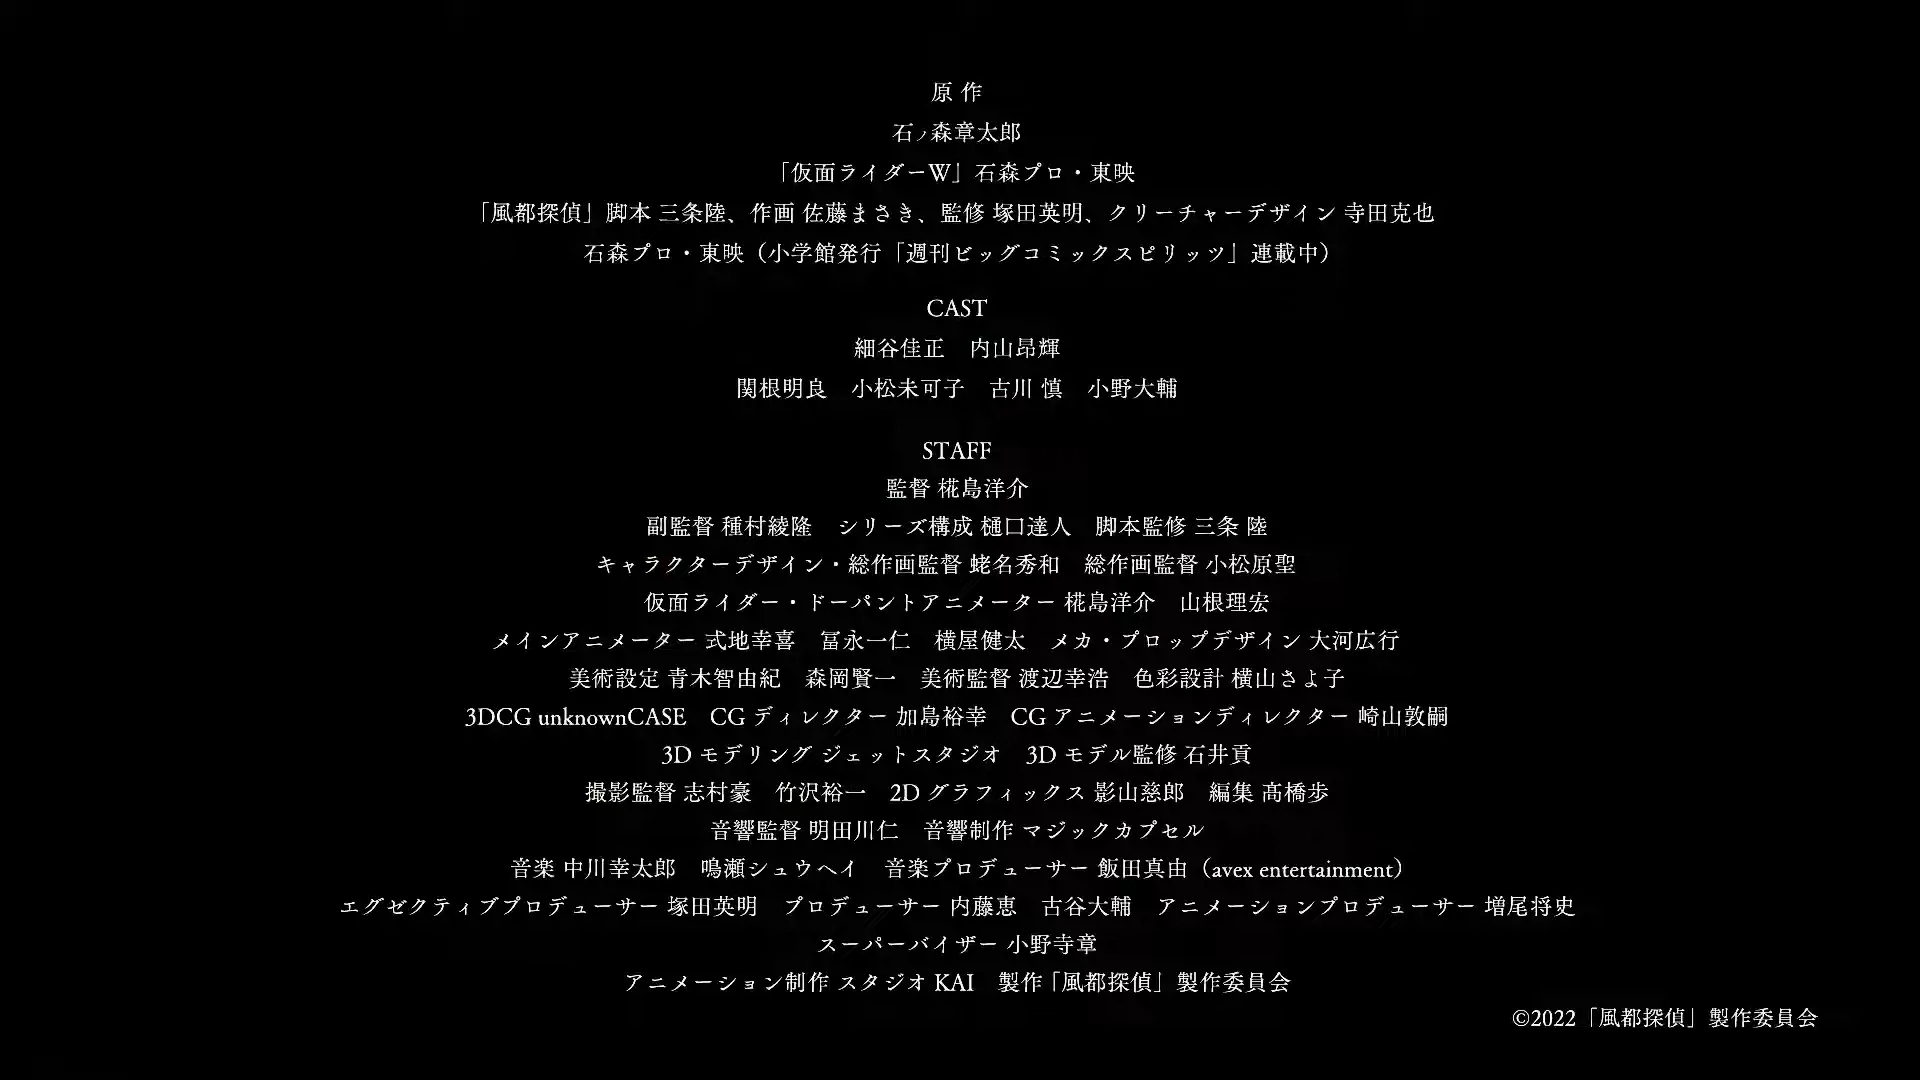 原 作
石ノ森章太郎
「仮面ライダーW」石森プロ・東映
「風都探偵」脚本 三条陸、作画 佐藤まさき、監修 塚田英明、クリーチャーデザイン 寺田克也
石森プロ・東映（小学館発行「週刊ビッグコミックスピリッツ」連載中）
CAST
細谷佳正　内山昂輝
関根明良　小松未可子　古川 慎　小野大輔
STAFF
監督 椛島洋介
副監督 種村綾隆　シリーズ構成 樋口達人　脚本監修 三条 陸
キャラクターデザイン・総作画監督 蛯名秀和　総作画監督 小松原聖
仮面ライダー・ドーパントアニメーター 椛島洋介　山根理宏
メインアニメーター 式地幸喜　冨永一仁　横屋健太　メカ・プロップデザイン 大河広行
美術設定 青木智由紀　森岡賢一　美術監督 渡辺幸浩　色彩設計 横山さよ子
3DCG unknownCASE　CG ディレクター 加島裕幸　CG アニメーションディレクター 崎山敦嗣
3D モデリング ジェットスタジオ　3D モデル監修 石井貢
撮影監督 志村豪　竹沢裕一　2D グラフィックス 影山慈郎　編集 髙橋歩
音響監督 明田川仁　音響制作 マジックカプセル
音楽 中川幸太郎　鳴瀬シュウヘイ　音楽プロデューサー 飯田真由（avex entertainment）
エグゼクティブプロデューサー 塚田英明　プロデューサー 内藤恵　古谷大輔　アニメーションプロデューサー 増尾将史
スーパーバイザー 小野寺章
アニメーション制作 スタジオ KAI　製作「風都探偵」製作委員会
©2022「風都探偵」製作委員会